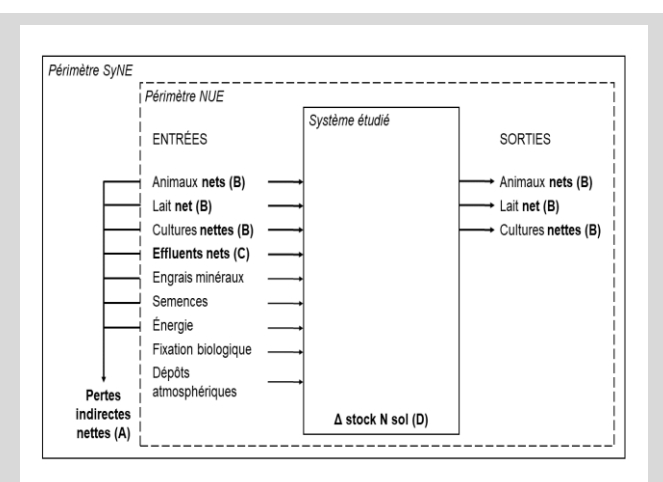 Périmètre SyNE
Périmètre NUE
Système étudié
ENTRÉES
SORTIES
Animaux nets (B)
Animaux nets (B)
Lait net (B)
Lait net (B)
Cultures nettes (B)
Cultures nettes (B)
Effluents nets (C)
Engrais minéraux
Semences
Énergie
Fixation biologique
Dépôts
atmosphériques
Pertes
indirectes
nettes (A)
Δ stock N sol (D)